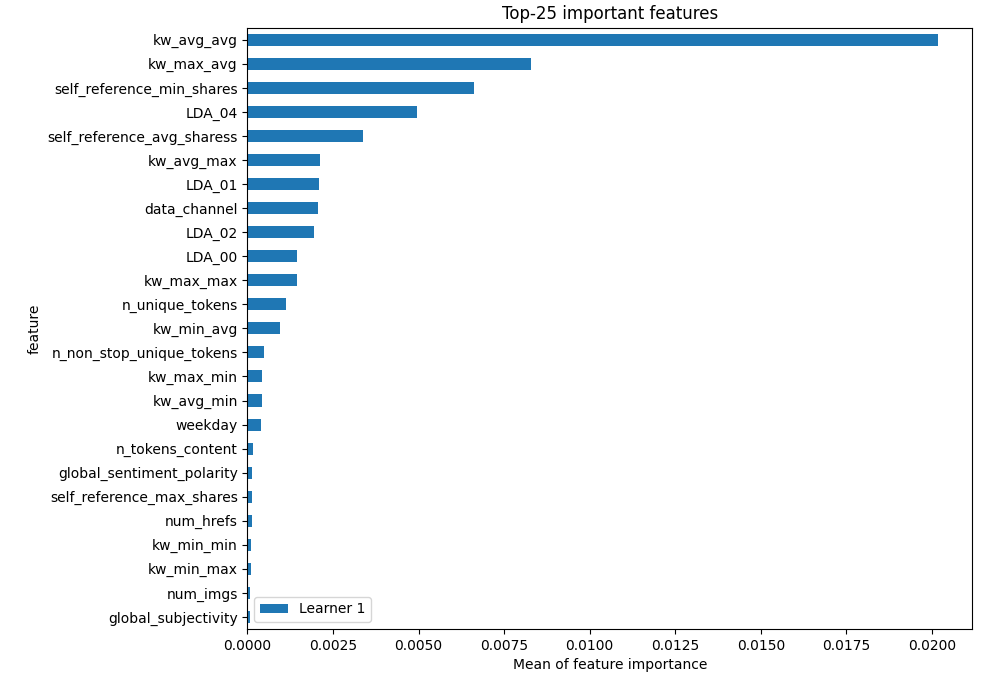 Top-25 important features
kw_avg_avg
kw_max_avg
self_reference_min_shares
LDA_04
self_reference_avg_sharess
kw_avg_max
LDA_01
data_channel
LDA_02
LDA_00
kw_max_max
n_unique_tokens
kw_min_avg
n_non_stop_unique_tokens
kw_max_min
kw_avg_min
weekday
n_tokens_content
global_sentiment_polarity
self_reference_max_shares
num_hrefs
kw_min_min
kw_min_max
num_imgs
global_subjectivity
feature
Learner 1
0.0000 0.0025 0.0050 0.0075 0.0100 0.0125 0.0150 0.0175 0.0200
Mean of feature importance